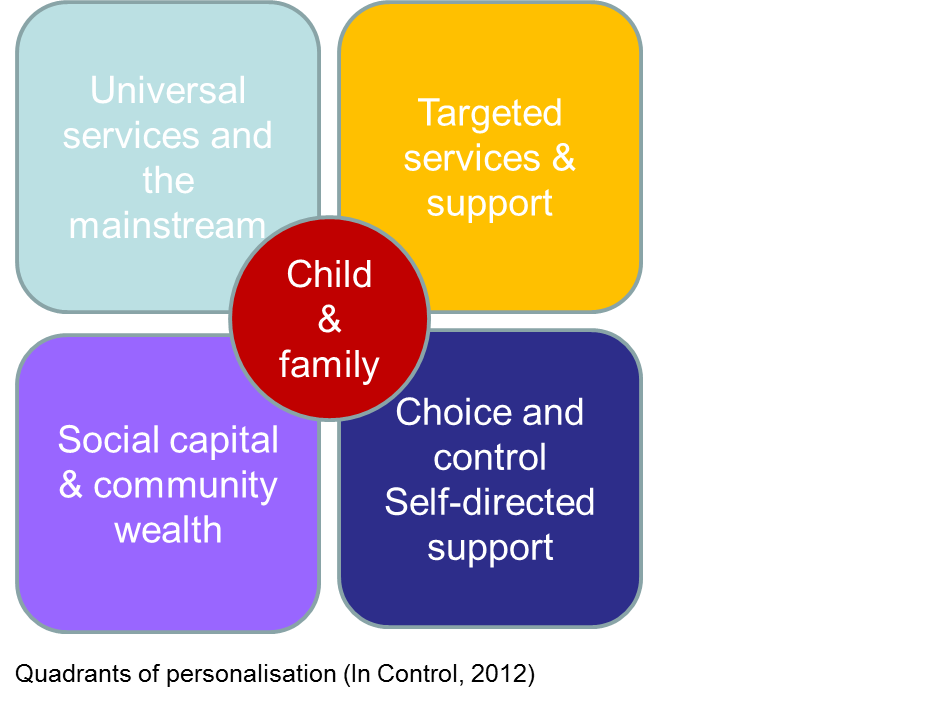 Universal
services and
the
mainstream
Targeted
services &
support
Child
&
family
Social capital
& community
wealth
Choice and
control
Self-directed
support
Quadrants of personalisation (In Control, 2012)